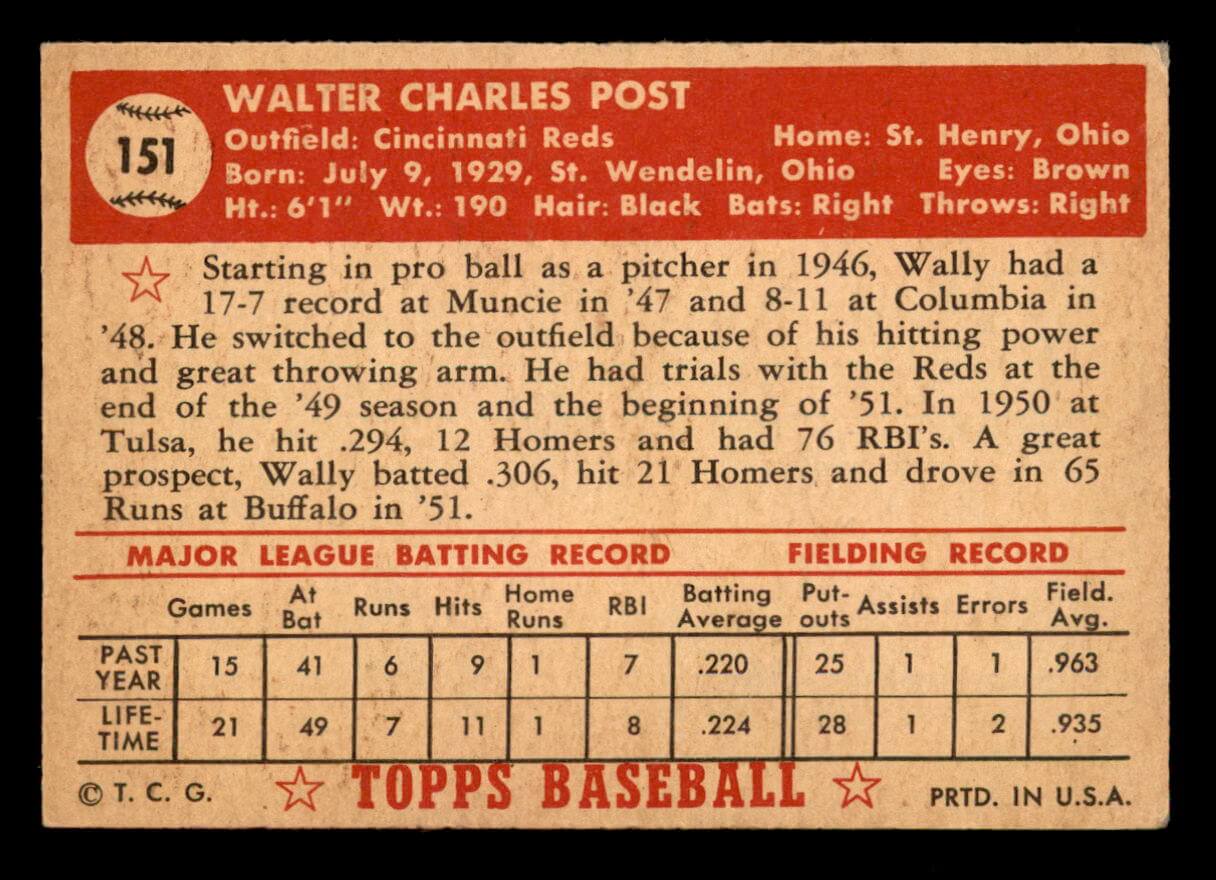 151
WALTER CHARLES POST
Outfield: Cincinnati Reds Home: St. Henry, Ohio
Born: July 9, 1929, St. Wendelin, Ohio Eyes: Brown
Ht.: 6'1" Wt.: 190 Hair: Black Bats: Right Throws: Right
Starting in pro ball as a pitcher in 1946, Wally had a
17-7 record at Muncie in '47 and 8-11 at Columbia in
'48. He switched to the outfield because of his hitting power
and great throwing arm. He had trials with the Reds at the
end of the '49 season and the beginning of '51. In 1950 at
Tulsa, he hit .294, 12 Homers and had 76 RBI's. A great
prospect, Wally batted .306, hit 21 Homers and drove in 65
Runs at Buffalo in '51.
MAJOR LEAGUE BATTING RECORD FIELDING RECORD
Games At Bat Runs Hits Home Runs RBI Batting Average Put-outs Assists Errors Field. Avg.
PAST YEAR 15 41 6 9 1 7 .220 25 1 1 .963
LIFE-TIME 21 49 7 11 1 8 .224 28 1 2 .935
© T. C. G. TOPPS BASEBALL PRTD. IN U.S.A.